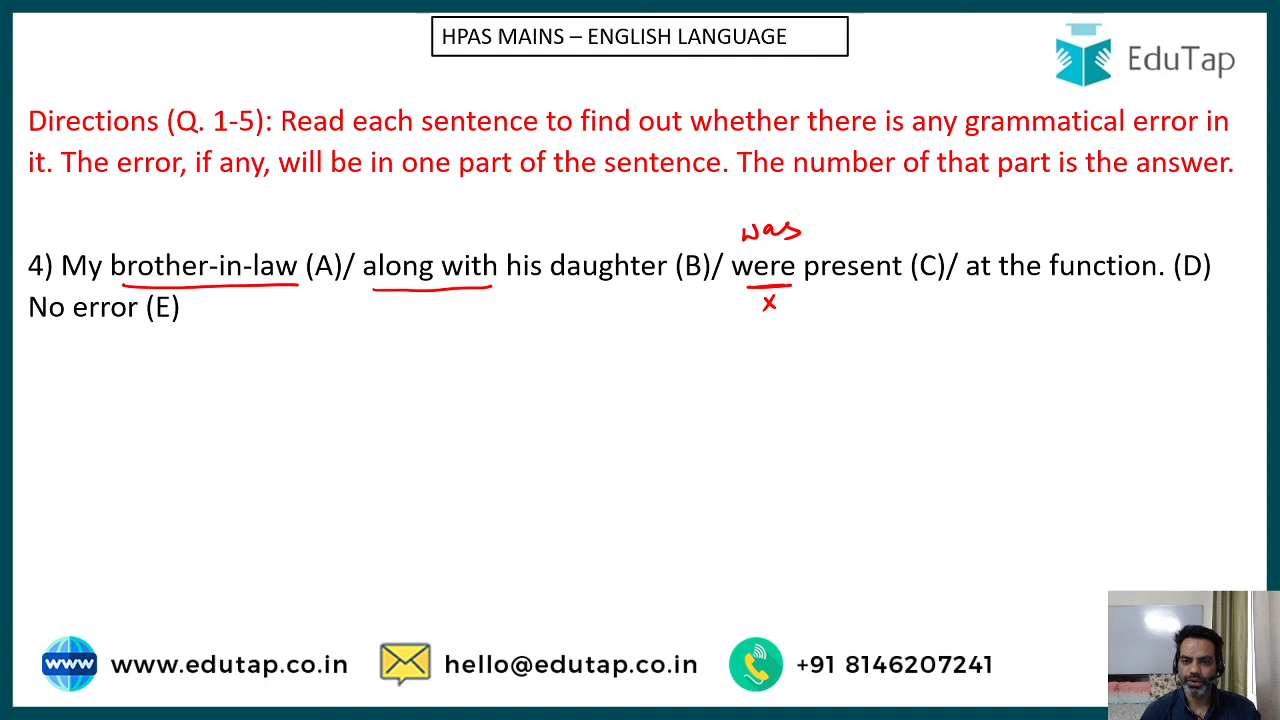 HPAS MAINS – ENGLISH LANGUAGE
EduTap
Directions (Q. 1-5): Read each sentence to find out whether there is any grammatical error in
it. The error, if any, will be in one part of the sentence. The number of that part is the answer.
was
4) My brother-in-law (A)/ along with his daughter (B)/ were present (C)/ at the function. (D)
x
No error (E)
www www.edutap.co.in hello@edutap.co.in +91 8146207241